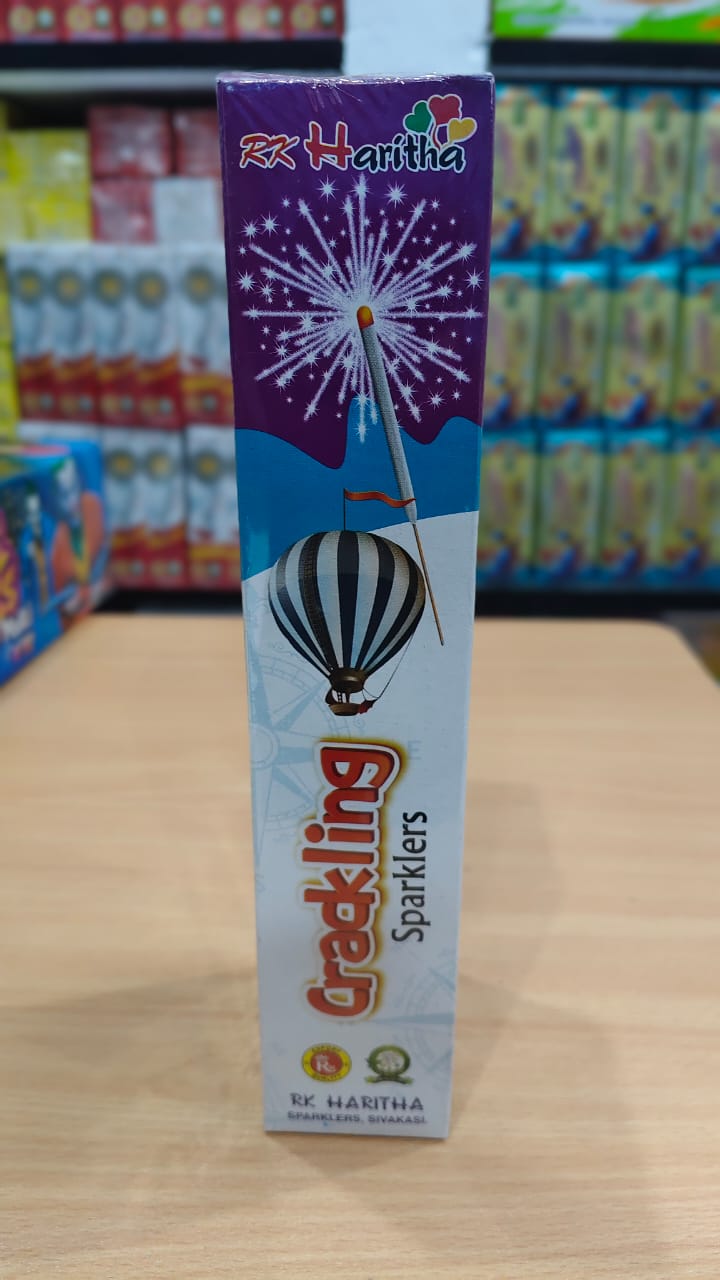 RK Haritha
Crackling
Sparklers
RK HARITHA
SPARKLERS, SIVAKASI.